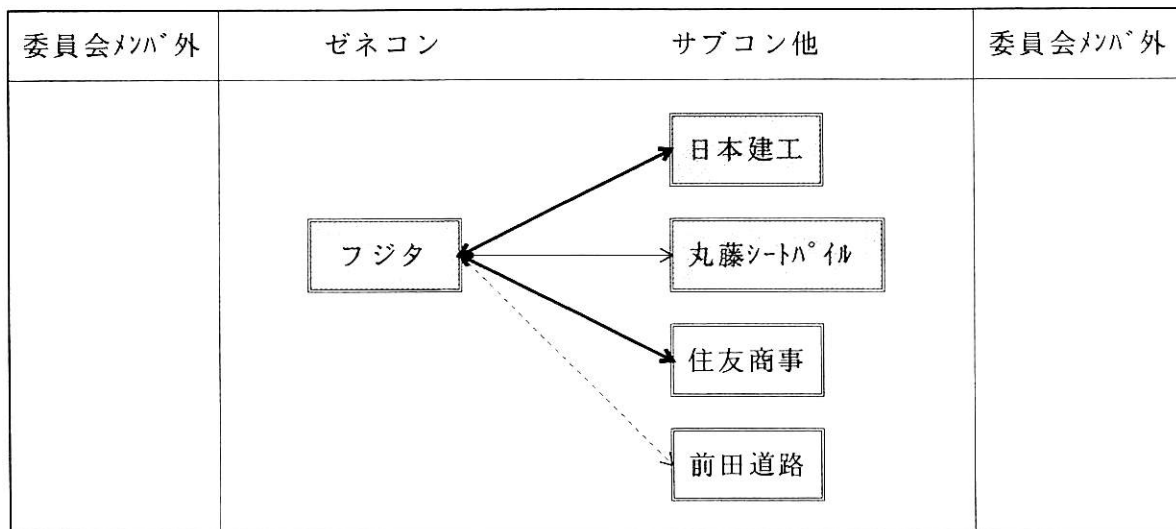 委員会ﾒﾝﾊﾞ外 ゼネコン サブコン他 委員会ﾒﾝﾊﾞ外
日本建工
フジタ 丸藤ｼｰﾄﾊﾟｲﾙ
住友商事
前田道路